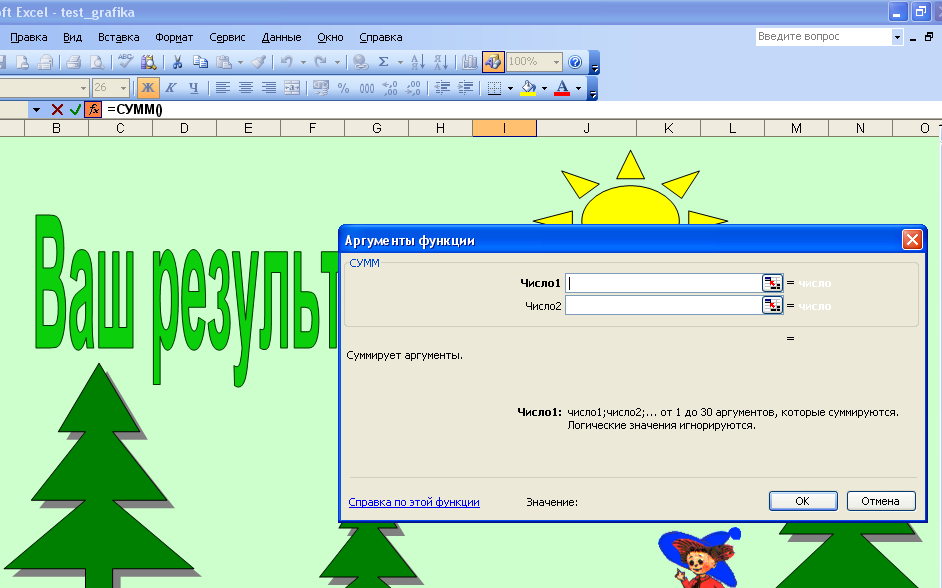 oft Excel - test_grafika
Правка Вид Вставка Формат Сервис Данные Окно Справка
Введите вопрос
100%
26 Ж К Ч
% 000
=СУММ()
B C D E F G H I J K L M N O
Ваш результ
Аргументы функции
СУММ
Число1 = число
Число2 = число
=
Суммирует аргументы.
Число1: число1;число2;... от 1 до 30 аргументов, которые суммируются.
Логические значения игнорируются.
Справка по этой функции
Значение:
OK
Отмена